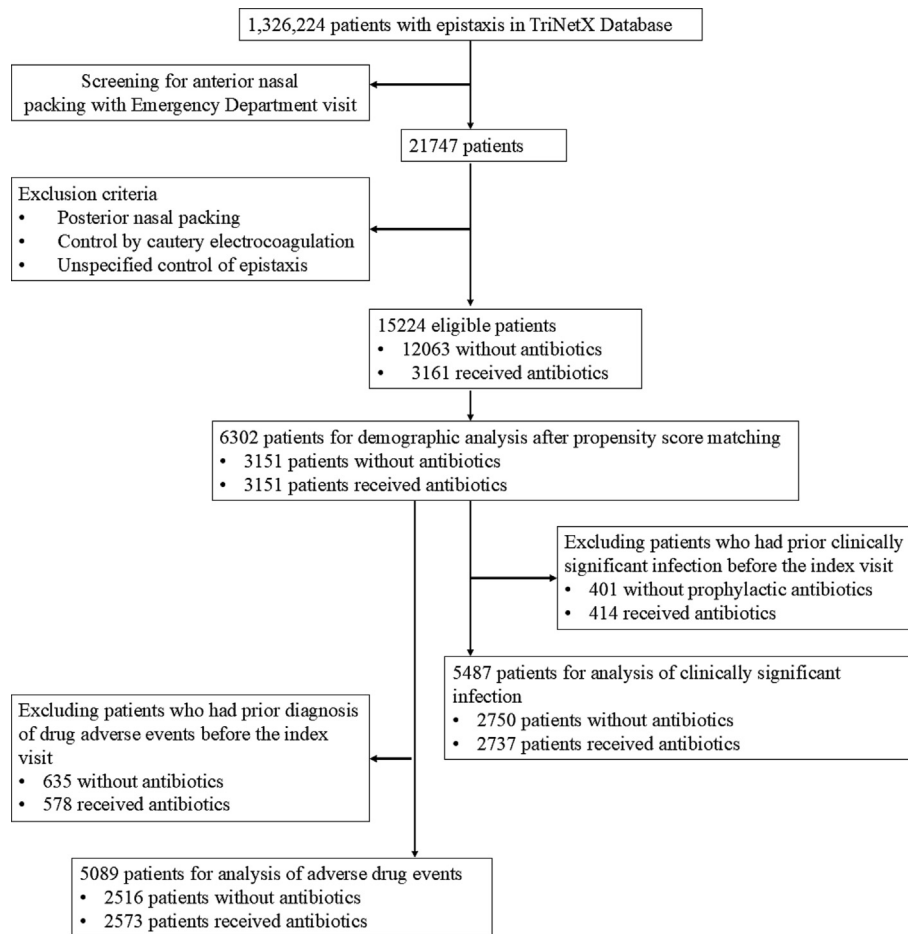 1,326,224 patients with epistaxis in TriNetX Database
Screening for anterior nasal
packing with Emergency Department visit
21747 patients
Exclusion criteria
• Posterior nasal packing
• Control by cautery electrocoagulation
• Unspecified control of epistaxis
15224 eligible patients
• 12063 without antibiotics
• 3161 received antibiotics
6302 patients for demographic analysis after propensity score matching
• 3151 patients without antibiotics
• 3151 patients received antibiotics
Excluding patients who had prior clinically
significant infection before the index visit
• 401 without prophylactic antibiotics
• 414 received antibiotics
5487 patients for analysis of clinically significant
infection
• 2750 patients without antibiotics
• 2737 patients received antibiotics
Excluding patients who had prior diagnosis
of drug adverse events before the index
visit
• 635 without antibiotics
• 578 received antibiotics
5089 patients for analysis of adverse drug events
• 2516 patients without antibiotics
• 2573 patients received antibiotics